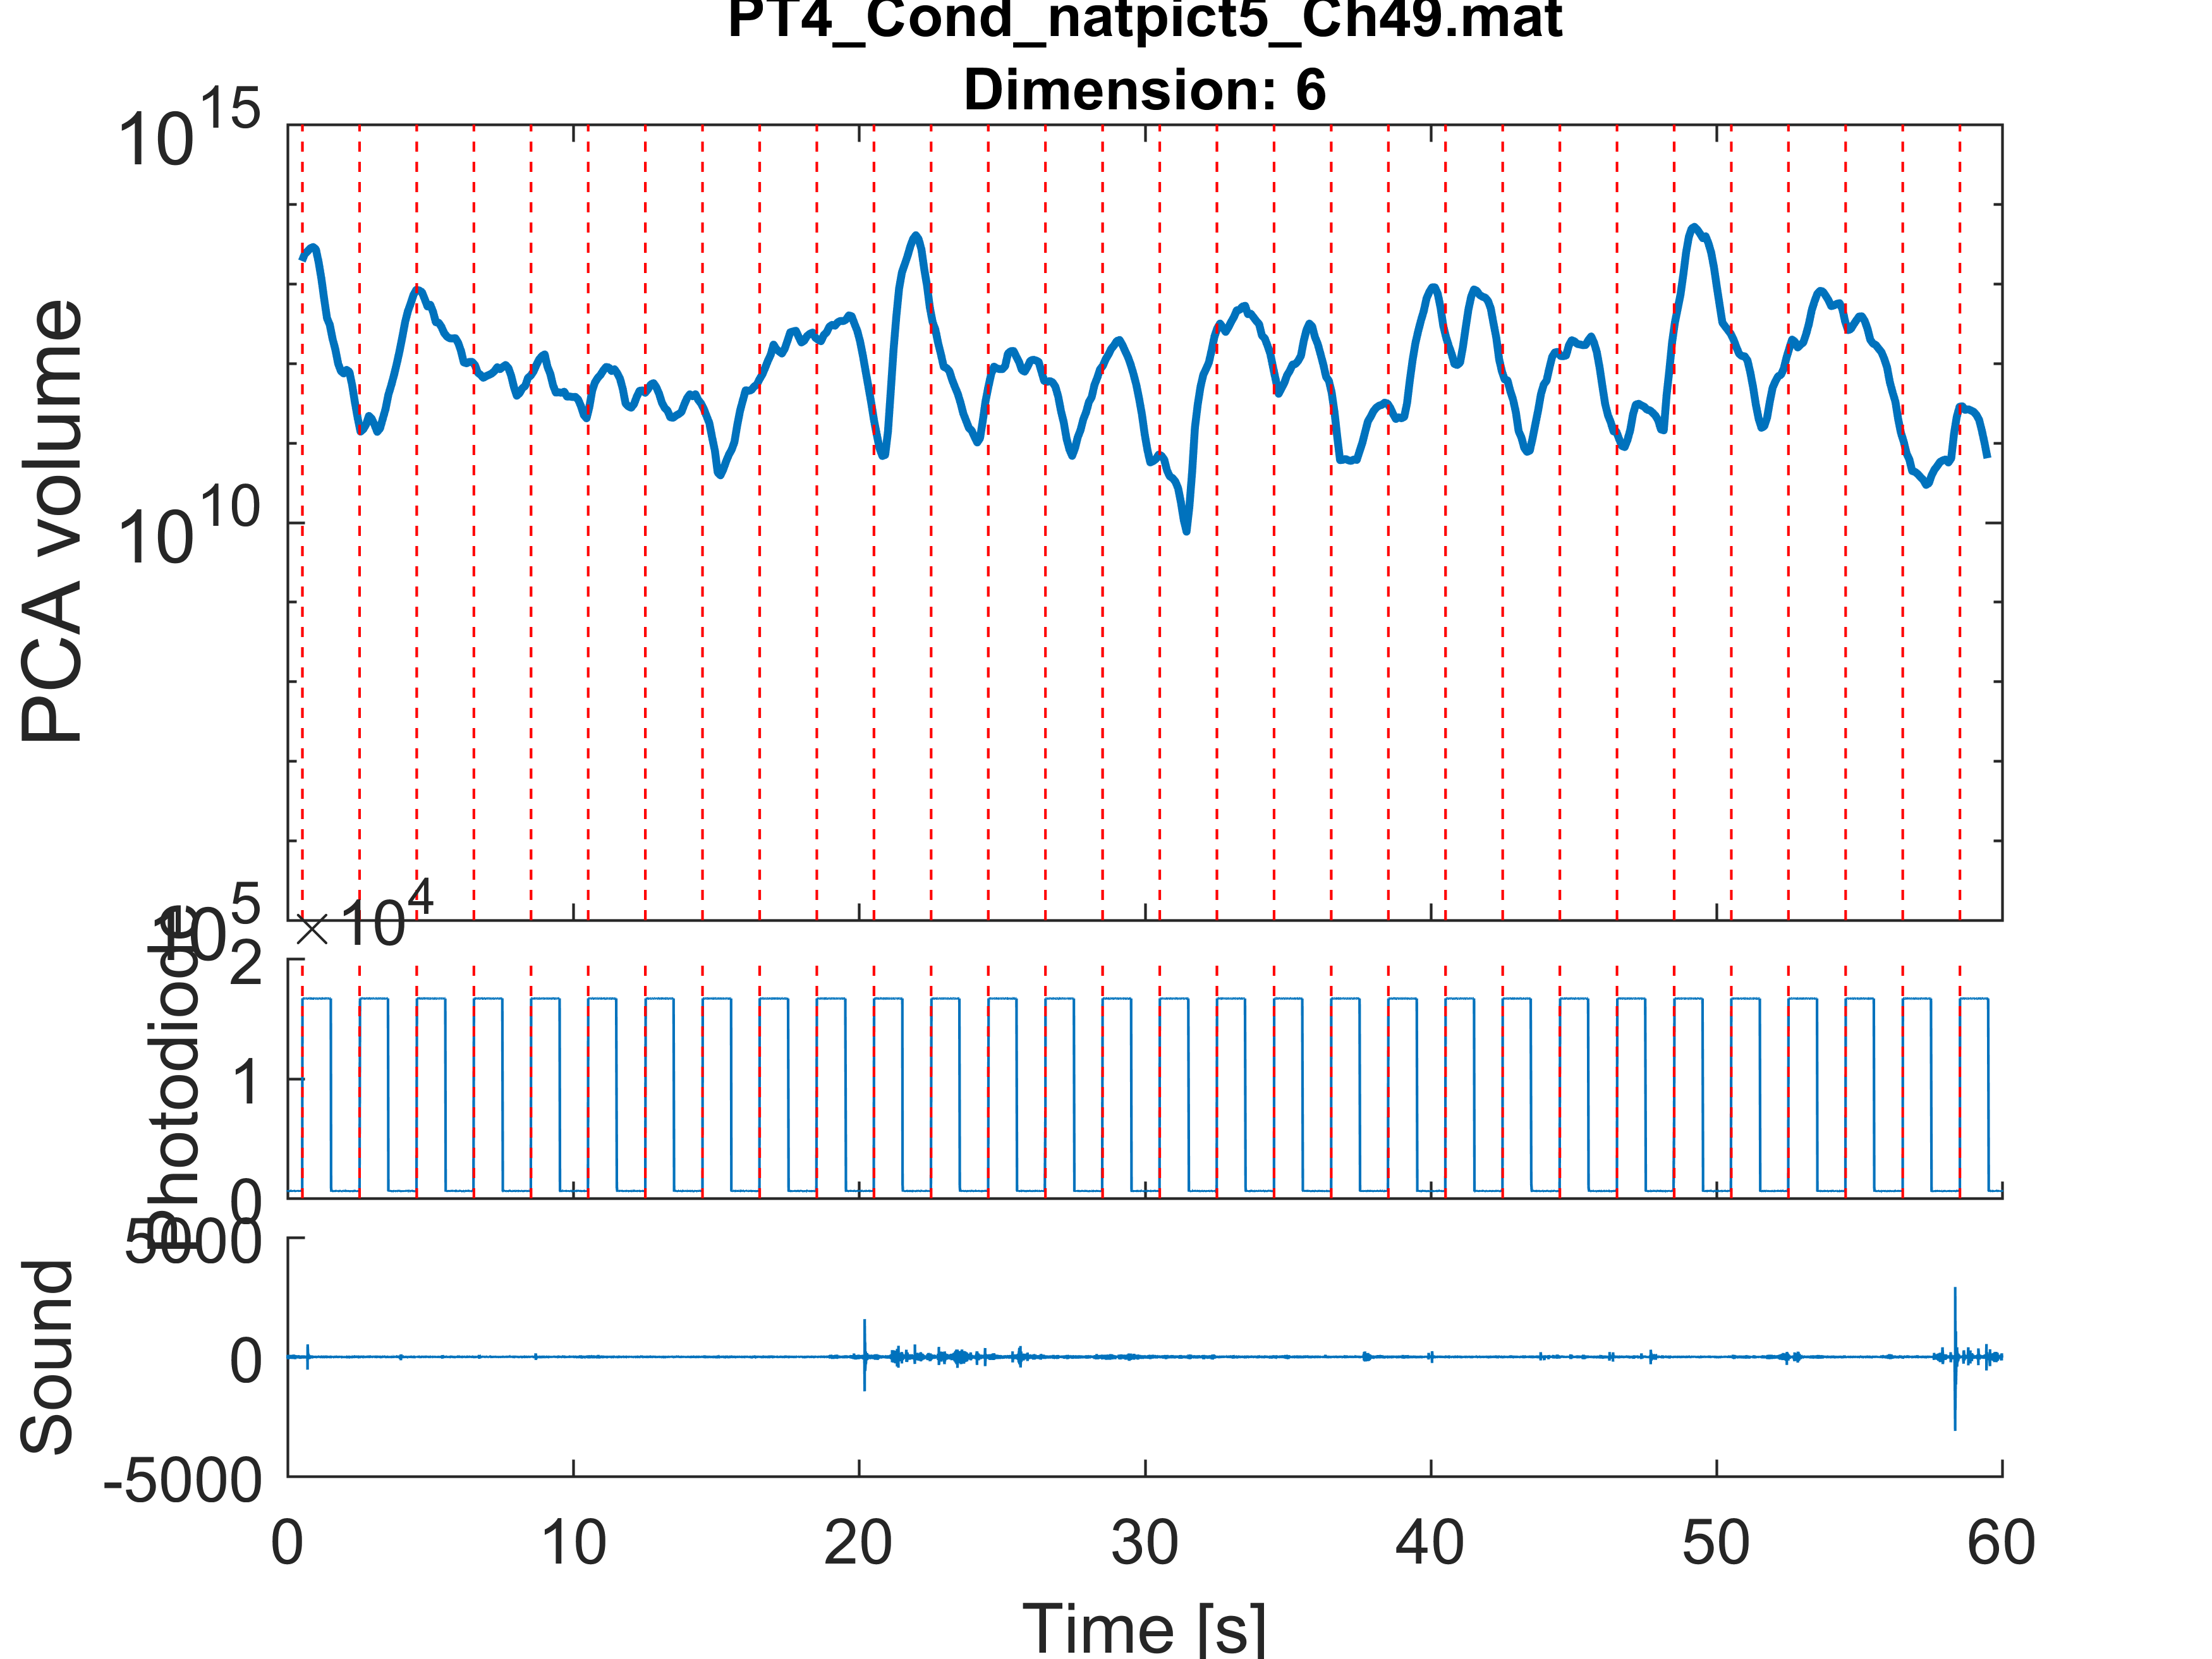 PT4_Cond_natpict5_Ch49.mat
Dimension: 6
10^15
10^10
10^5
PCA volume
×10^4
2
1
0
Photodiode
5000
0
-5000
Sound
0 10 20 30 40 50 60
Time [s]